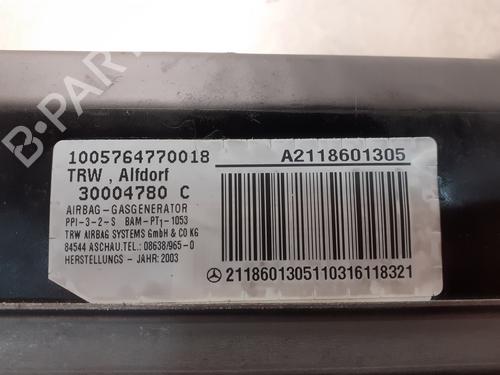 B-PARTS
1005764770018
A2118601305
TRW , Alfdorf
30004780 C
AIRBAG-GASGENERATOR
PPI-3-2-S BAM-PT1-1053
TRW AIRBAG SYSTEMS GmbH & CO KG
84544 ASCHAU.TEL.: 08638/965-0
HERSTELLUNGS - JAHR: 2003
2118601305110316118321